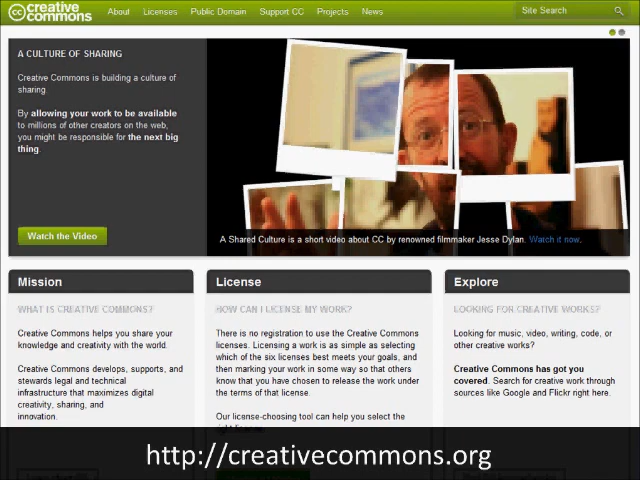 creative commons
About Licenses Public Domain Support CC Projects News
Site Search
A CULTURE OF SHARING
Creative Commons is building a culture of
sharing.
By allowing your work to be available
to millions of other creators on the web,
you might be responsible for the next big
thing.
Watch the Video
A Shared Culture is a short video about CC by renowned filmmaker Jesse Dylan. Watch it now.
Mission
WHAT IS CREATIVE COMMONS?
Creative Commons helps you share your
knowledge and creativity with the world.
Creative Commons develops, supports, and
stewards legal and technical
infrastructure that maximizes digital
creativity, sharing, and
innovation.
License
HOW CAN I LICENSE MY WORK?
There is no registration to use the Creative Commons
licenses. Licensing a work is as simple as selecting
which of the six licenses best meets your goals, and
then marking your work in some way so that others
know that you have chosen to release the work under
the terms of that license.
Our license-choosing tool can help you select the
right license
Explore
LOOKING FOR CREATIVE WORKS?
Looking for music, video, writing, code, or
other creative works?
Creative Commons has got you
covered. Search for creative work through
sources like Google and Flickr right here.
http://creativecommons.org